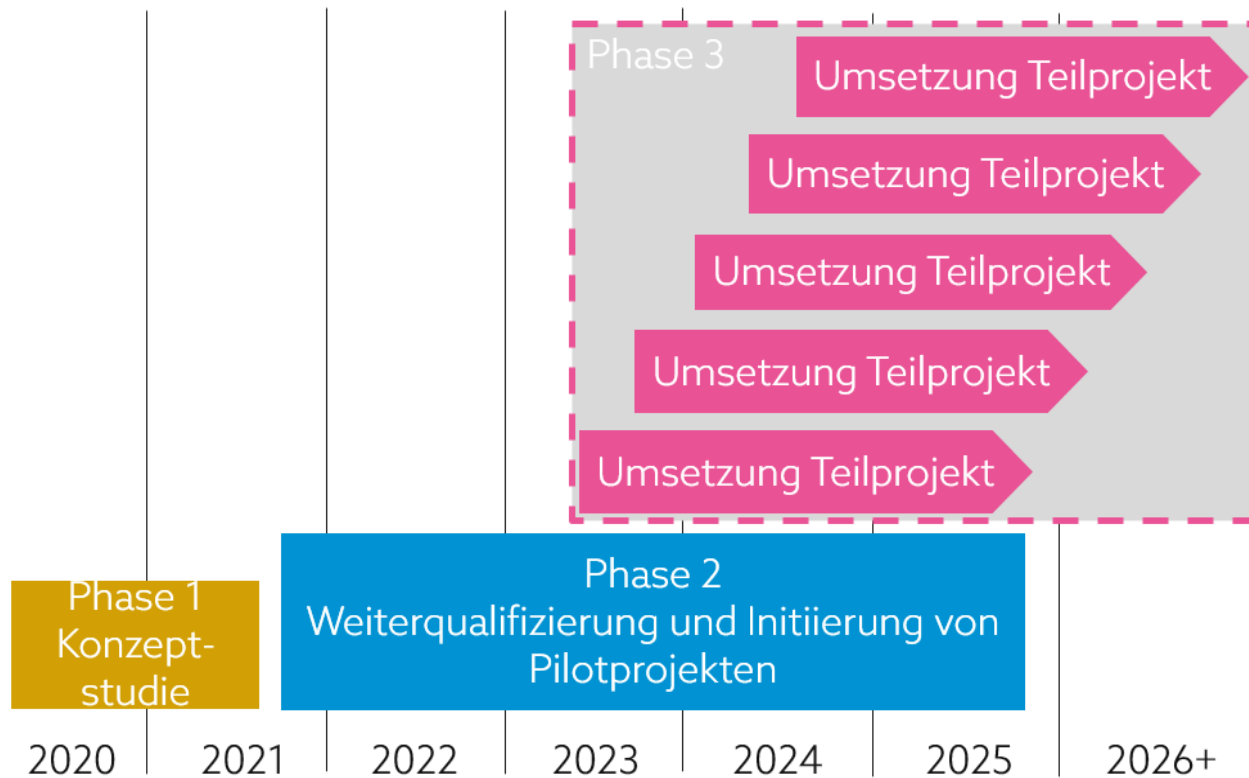 Phase 3
Umsetzung Teilprojekt
Umsetzung Teilprojekt
Umsetzung Teilprojekt
Umsetzung Teilprojekt
Umsetzung Teilprojekt
Phase 1
Konzept-
studie
Phase 2
Weiterqualifizierung und Initiierung von
Pilotprojekten
2020
2021
2022
2023
2024
2025
2026+